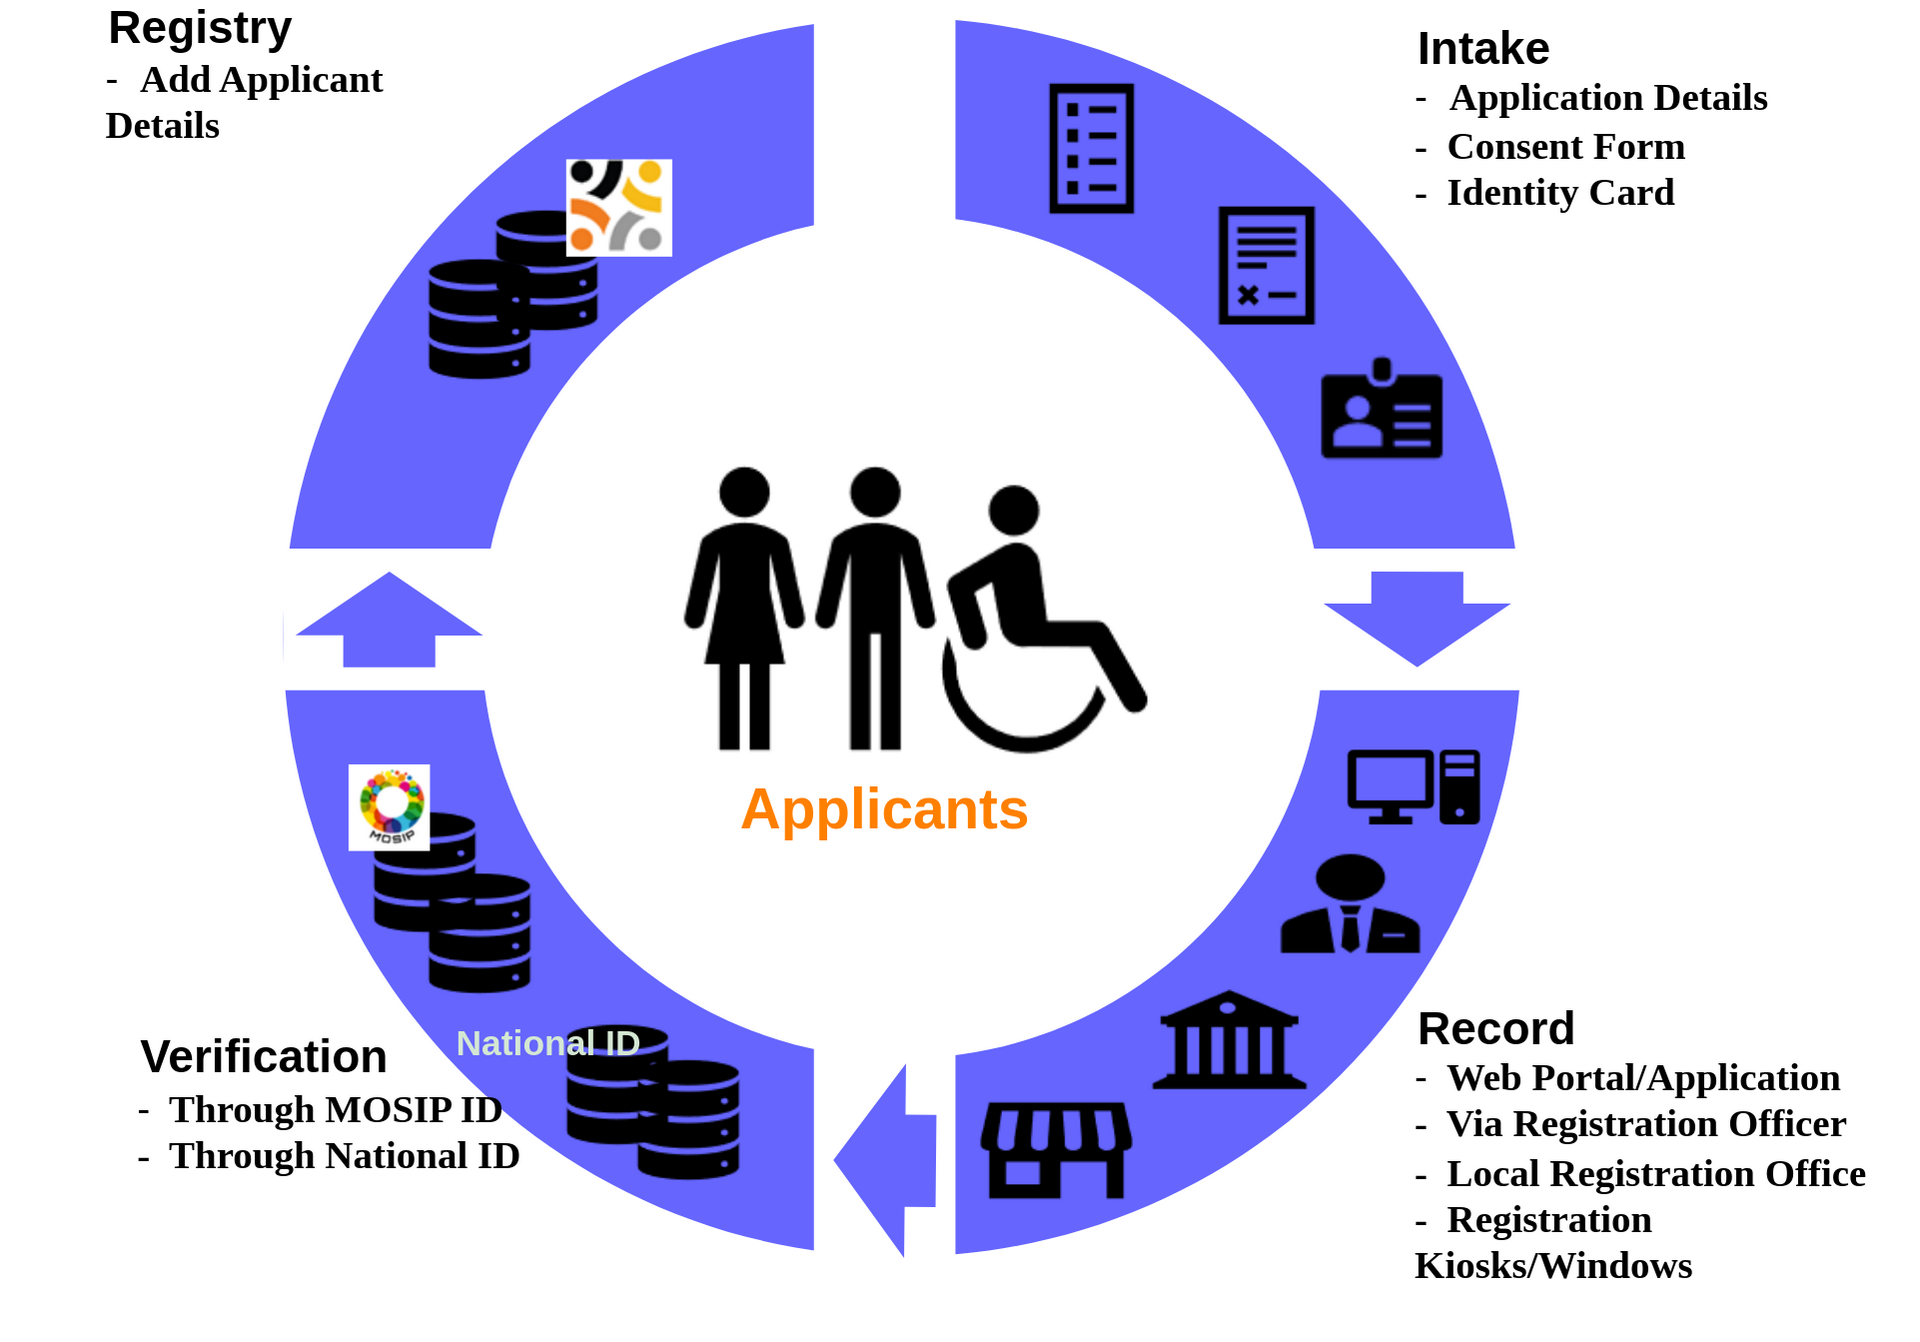 Registry
- Add Applicant
Details
Intake
- Application Details
- Consent Form
- Identity Card
Applicants
MOSIP
National ID
Verification
- Through MOSIP ID
- Through National ID
Record
- Web Portal/Application
- Via Registration Officer
- Local Registration Office
- Registration
Kiosks/Windows